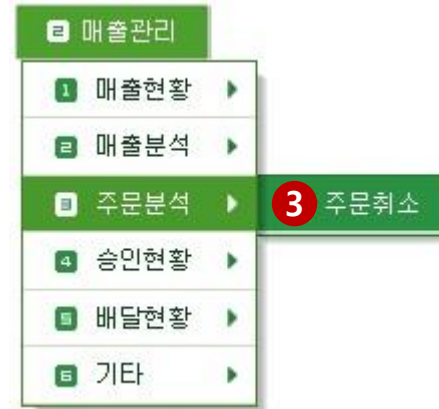 2 매출관리
1 매출현황
2 매출분석
3 주문분석
3 주문취소
4 승인현황
5 배달현황
6 기타